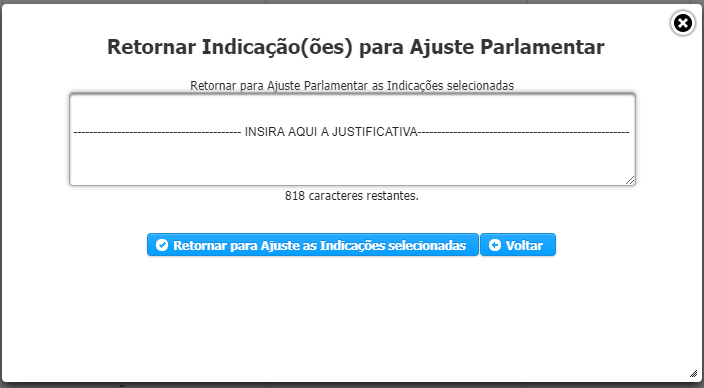 Retornar Indicação(ões) para Ajuste Parlamentar
Retornar para Ajuste Parlamentar as Indicações selecionadas
------------------------------------------ INSIRA AQUI A JUSTIFICATIVA-----------------------------------------------------
818 caracteres restantes.
Retornar para Ajuste as Indicações selecionadas
Voltar